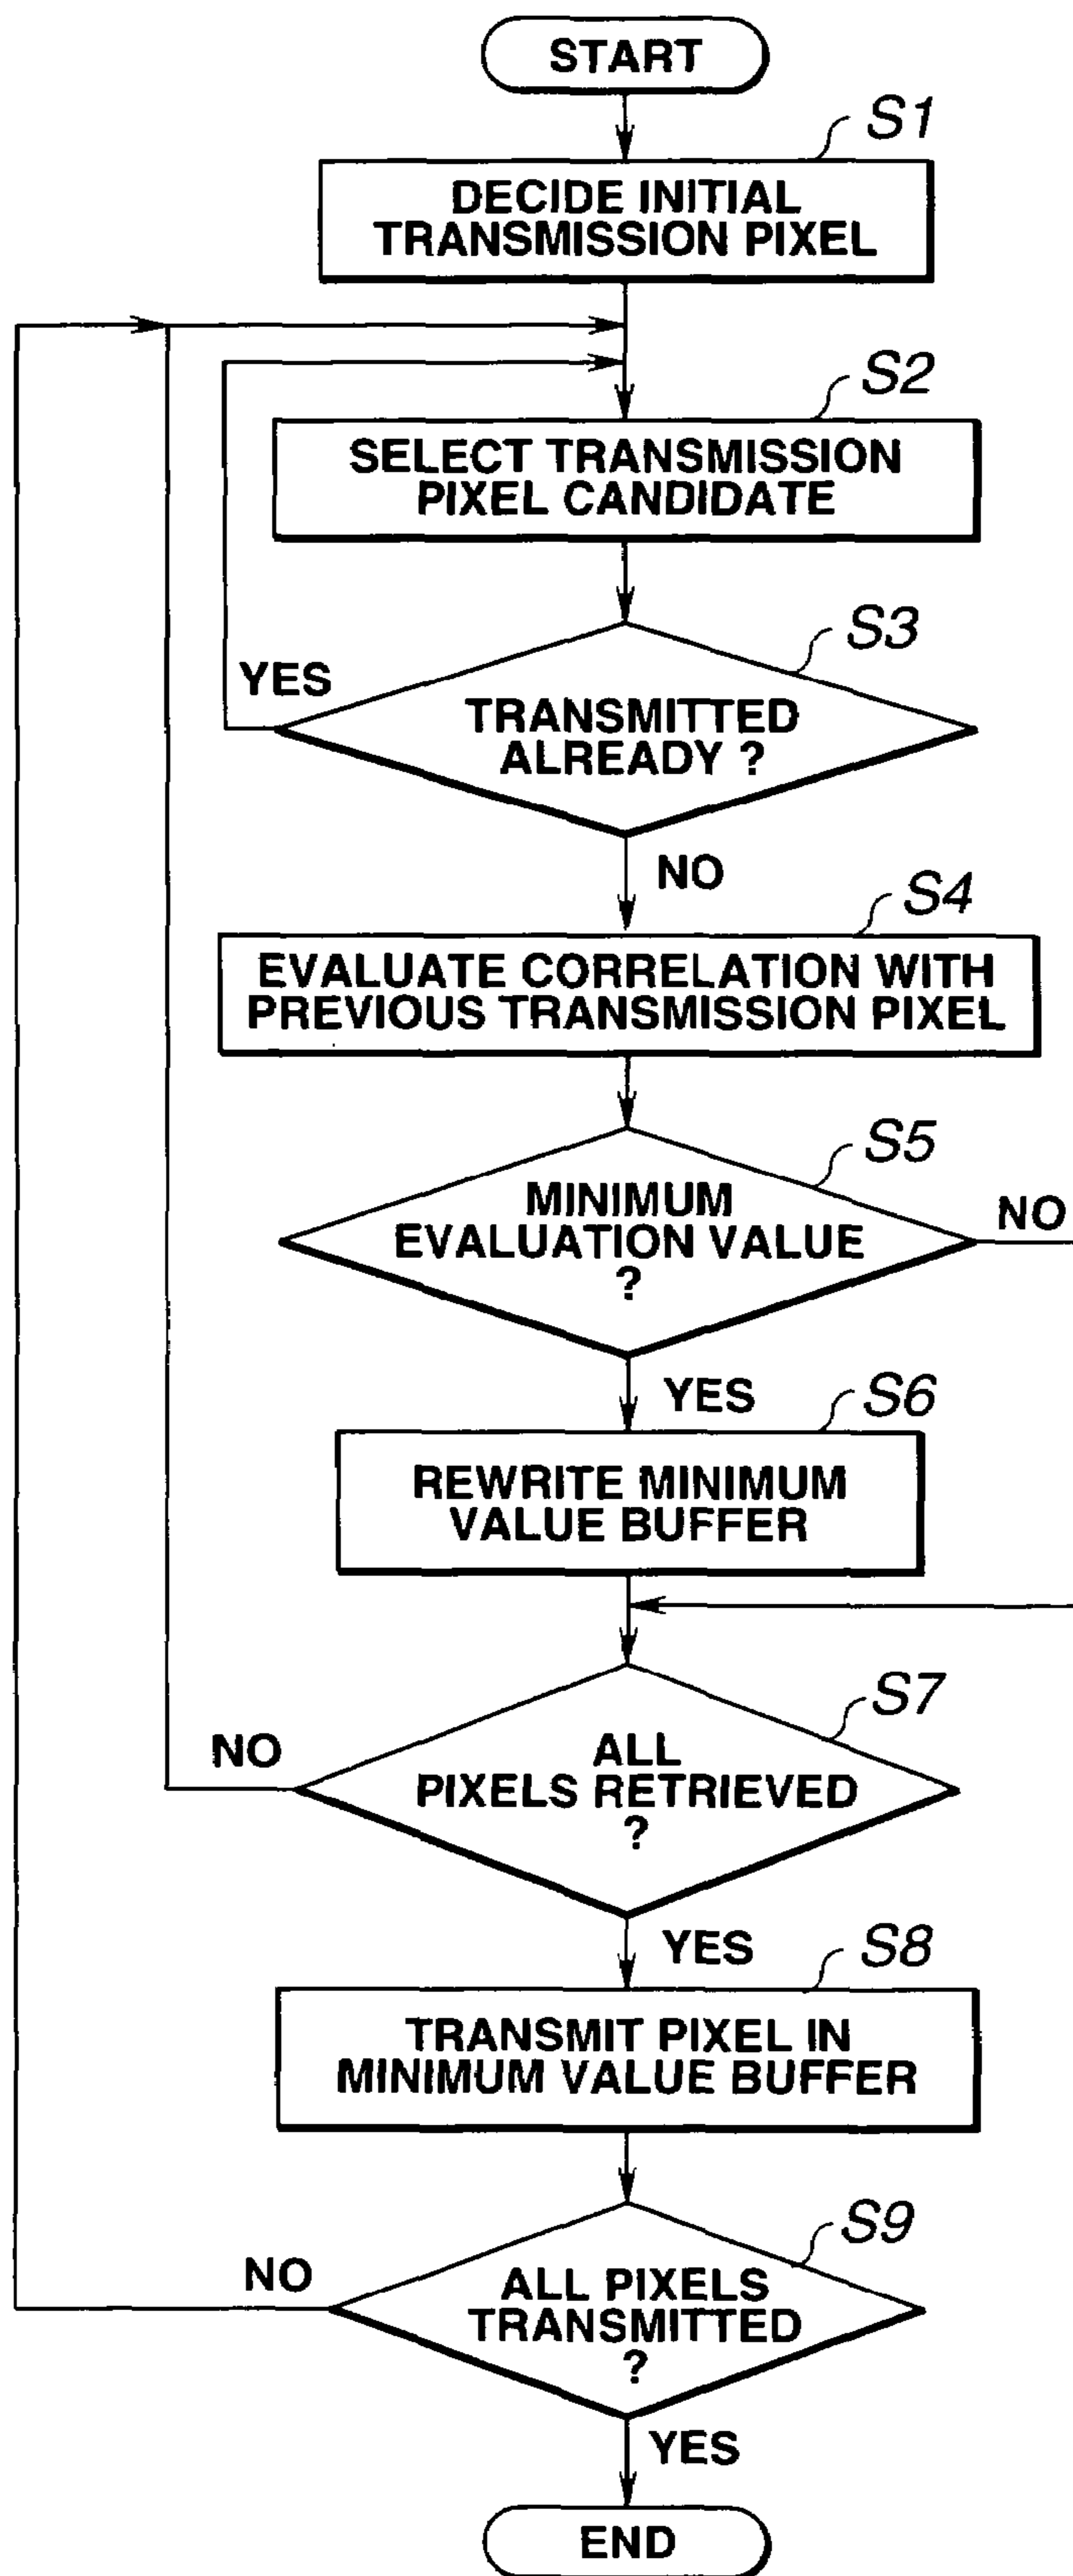 START
S1
DECIDE INITIAL
TRANSMISSION PIXEL
S2
SELECT TRANSMISSION
PIXEL CANDIDATE
S3
YES
TRANSMITTED
ALREADY ?
NO
S4
EVALUATE CORRELATION WITH
PREVIOUS TRANSMISSION PIXEL
S5
MINIMUM
EVALUATION VALUE
?
NO
YES
S6
REWRITE MINIMUM
VALUE BUFFER
S7
NO
ALL
PIXELS RETRIEVED
?
YES
S8
TRANSMIT PIXEL IN
MINIMUM VALUE BUFFER
S9
NO
ALL PIXELS
TRANSMITTED
?
YES
END